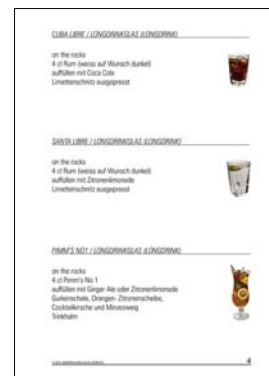 CUBA LIBRE / LONGDRINKGLAS (LONGDRINK)
on the rocks
4 cl Rum (weiss auf Wunsch dunkel)
auffüllen mit Coca Cola
Limettenschnitz ausgepresst
SANTA LIBRE / LONGDRINKGLAS (LONGDRINK)
on the rocks
4 cl Rum (weiss auf Wunsch dunkel)
auffüllen mit Zitronenlimonade
Limettenschnitz ausgepresst
PIMM'S NO1 / LONGDRINKGLAS (LONGDRINK)
on the rocks
4 cl Pimm's No 1
auffüllen mit Ginger Ale oder Zitronenlimonade
Gurkenschale, Orangen- Zitronenscheibe,
Cocktailkirsche und Minzezweig
Trinkhalm
4